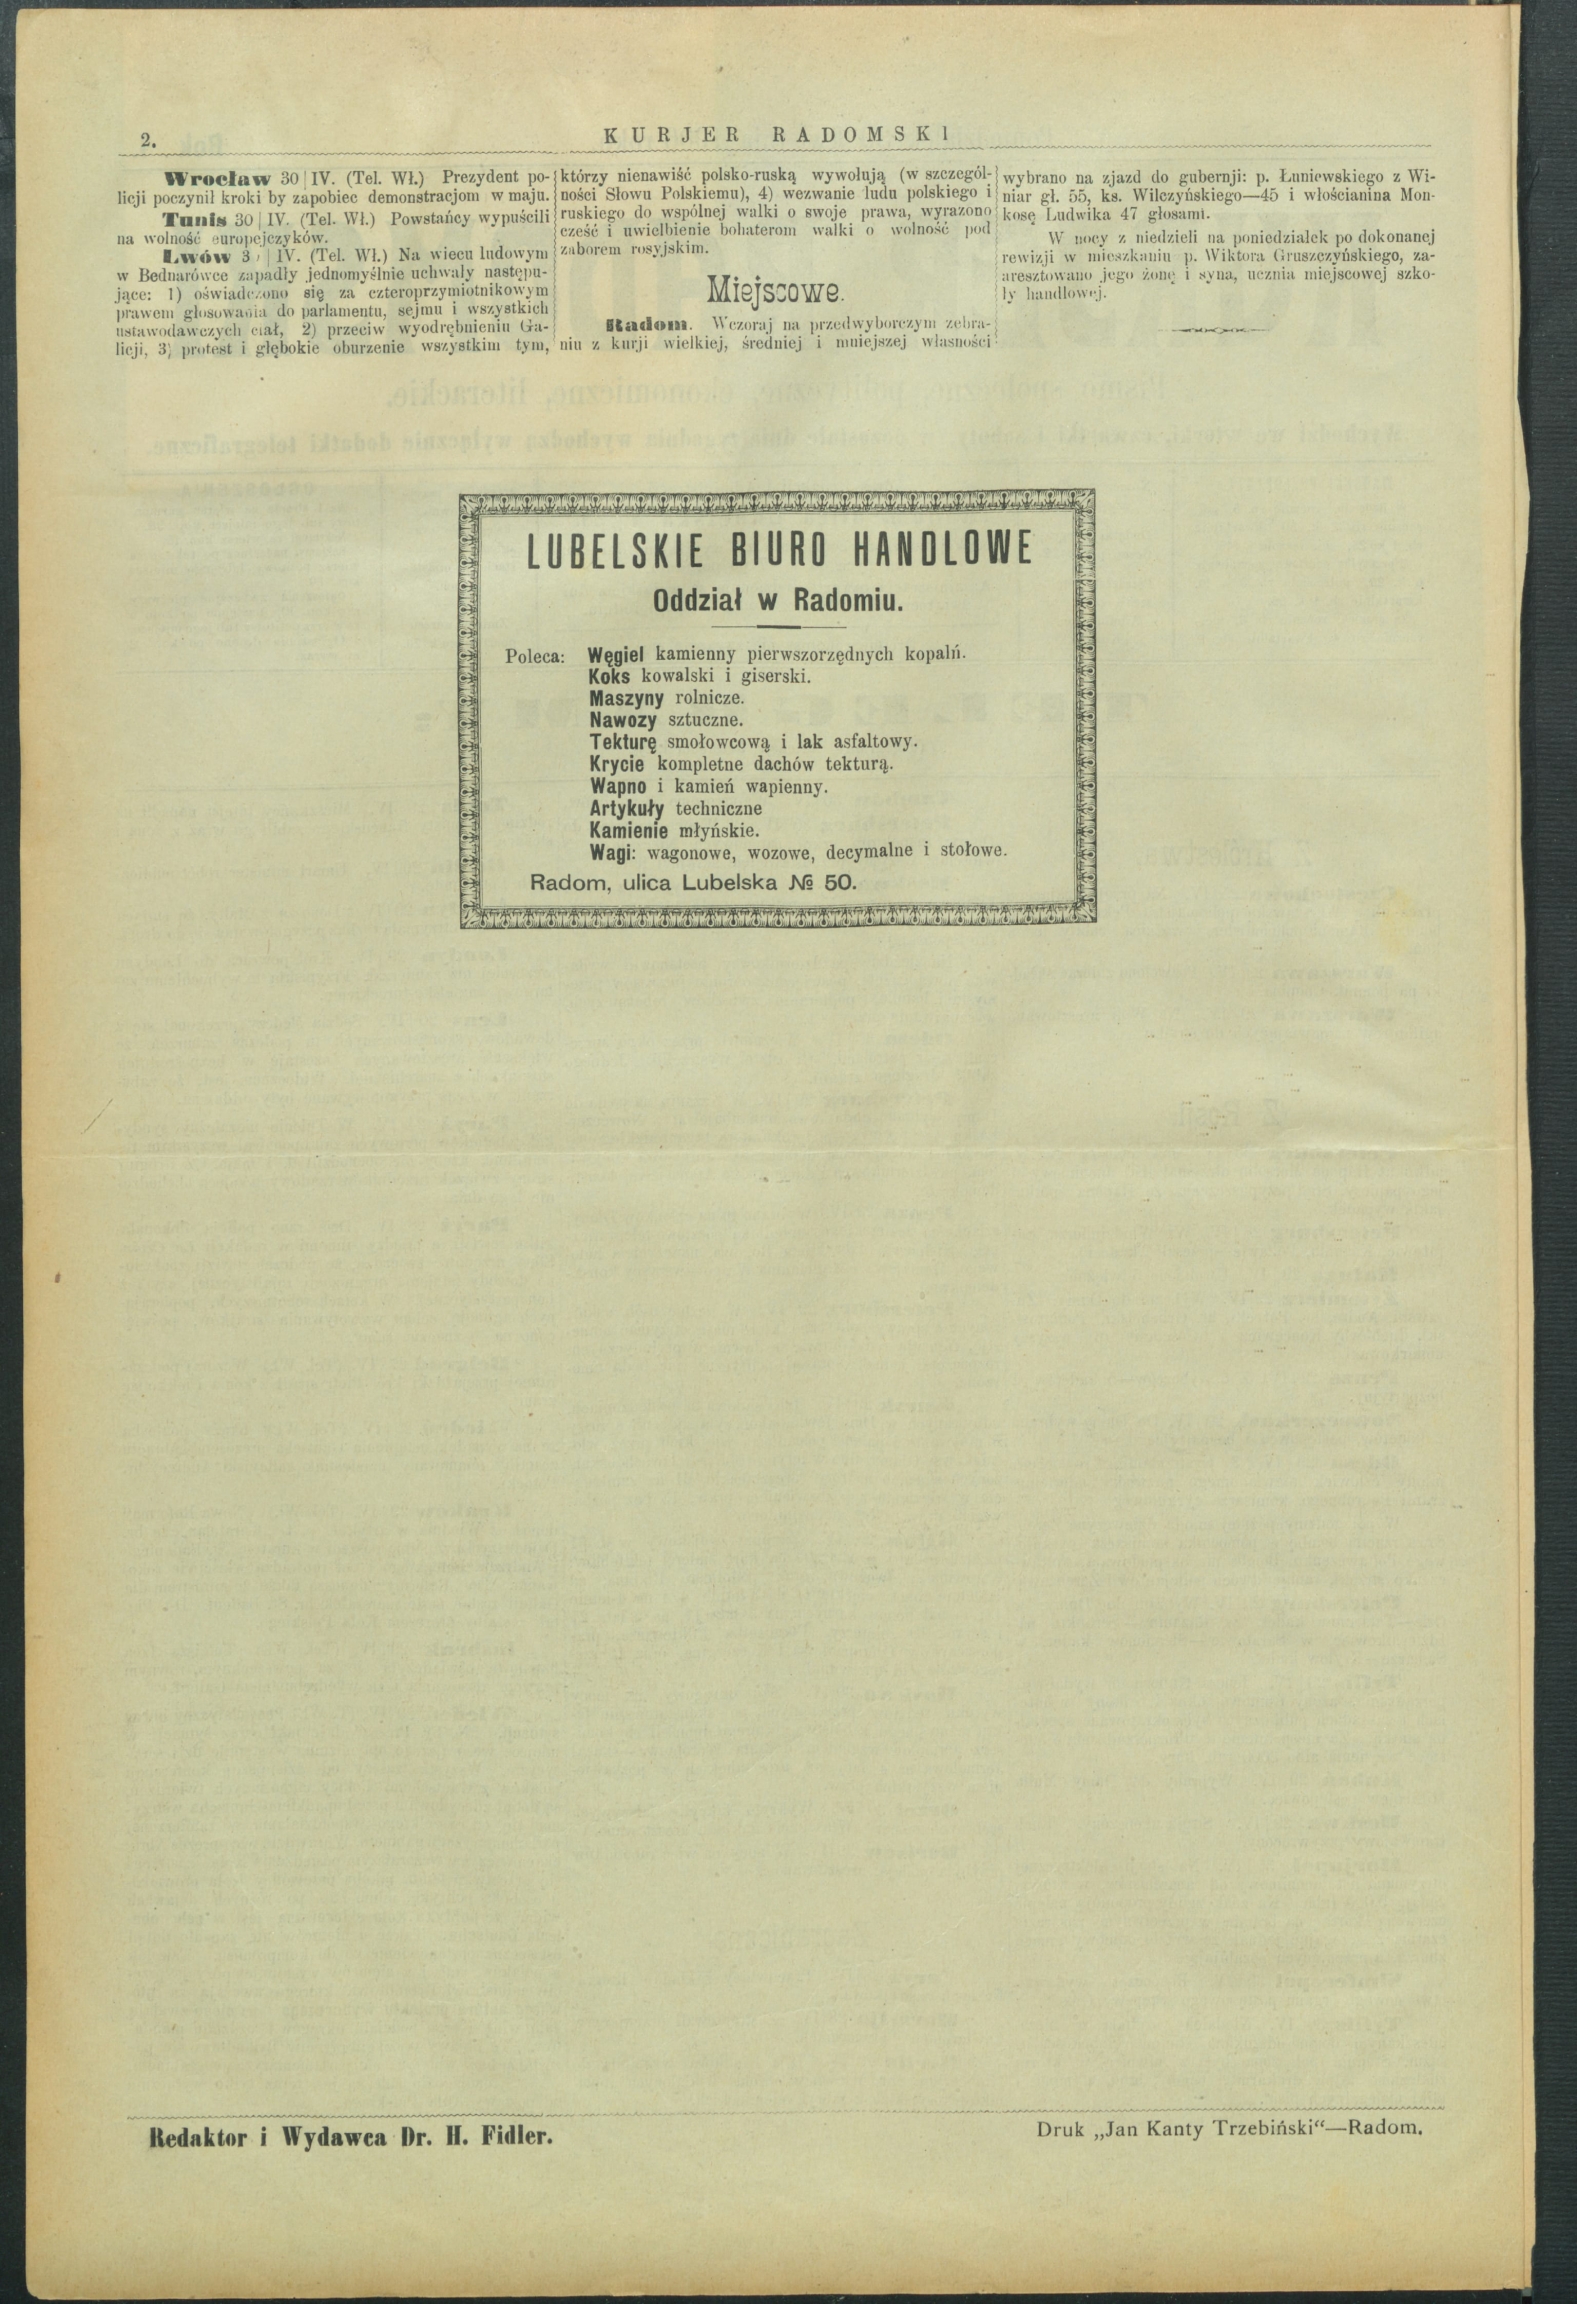 2.
KURJER RADOMSKI
Wrocław 30|IV. (Tel. Wł.) Prezydent po-
licji poczynił kroki by zapobiec demonstracjom w maju.
Tunis 30|IV. (Tel. Wł.) Powstańcy wypuścili
na wolność europejczyków.
Lwów |IV. (Tel. Wł.) Na wiecu ludowym
w Bednarówce zapadły jednomyślnie uchwały następu-
jące: 1) oświadczono się za czteroprzymiotnikowym
prawem głosowania do parlamentu, sejmu i wszystkich
ustawodawczych ciał, 2) przeciw wyodrębnieniu Ga-
licji, 3) protest i głębokie oburzenie wszystkim tym,
którzy nienawiść polsko-ruską wywołują (w szczegól-
ności Słowu Polskiemu), 4) wezwanie ludu polskiego i
ruskiego do wspólnej walki o swoje prawa, wyrażono
cześć i uwielbienie bohaterom walki o wolność pod
zaborem rosyjskim.
Miejscowe.
Radom. Wczoraj na przedwyborczym zebra-
niu z kurji wielkiej, średniej i mniejszej własności
wybrano na zjazd do gubernji: p. Łuniewskiego z Wi-
niar gł. 55, ks. Wilczyńskiego—45 i włościanina Mon-
kosę Ludwika 47 głosami.
W nocy z niedzieli na poniedziałek po dokonanej
rewizji w mieszkaniu p. Wiktora Gruszczyńskiego, za-
aresztowano jego żonę i syna, ucznia miejscowej szko-
ły handlowej.
LUBELSKIE BIURO HANDLOWE
Oddział w Radomiu.
Poleca: Węgiel kamienny pierwszorzędnych kopalń.
Koks kowalski i giserski.
Maszyny rolnicze.
Nawozy sztuczne.
Tekturę smołowcową i lak asfaltowy.
Krycie kompletne dachów tekturą.
Wapno i kamień wapienny.
Artykuły techniczne
Kamienie młyńskie.
Wagi: wagonowe, wozowe, decymalne i stołowe.
Radom, ulica Lubelska № 50.
Redaktor i Wydawca Dr. H. Fidler.
Druk „Jan Kanty Trzebiński“—Radom.